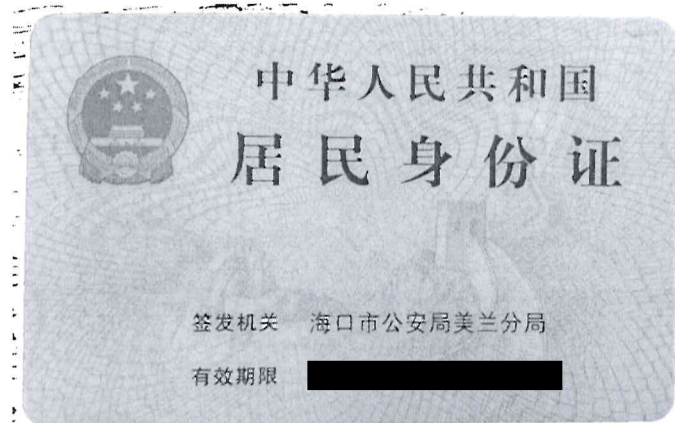 中华人民共和国
居民身份证
签发机关 海口市公安局美兰分局
有效期限